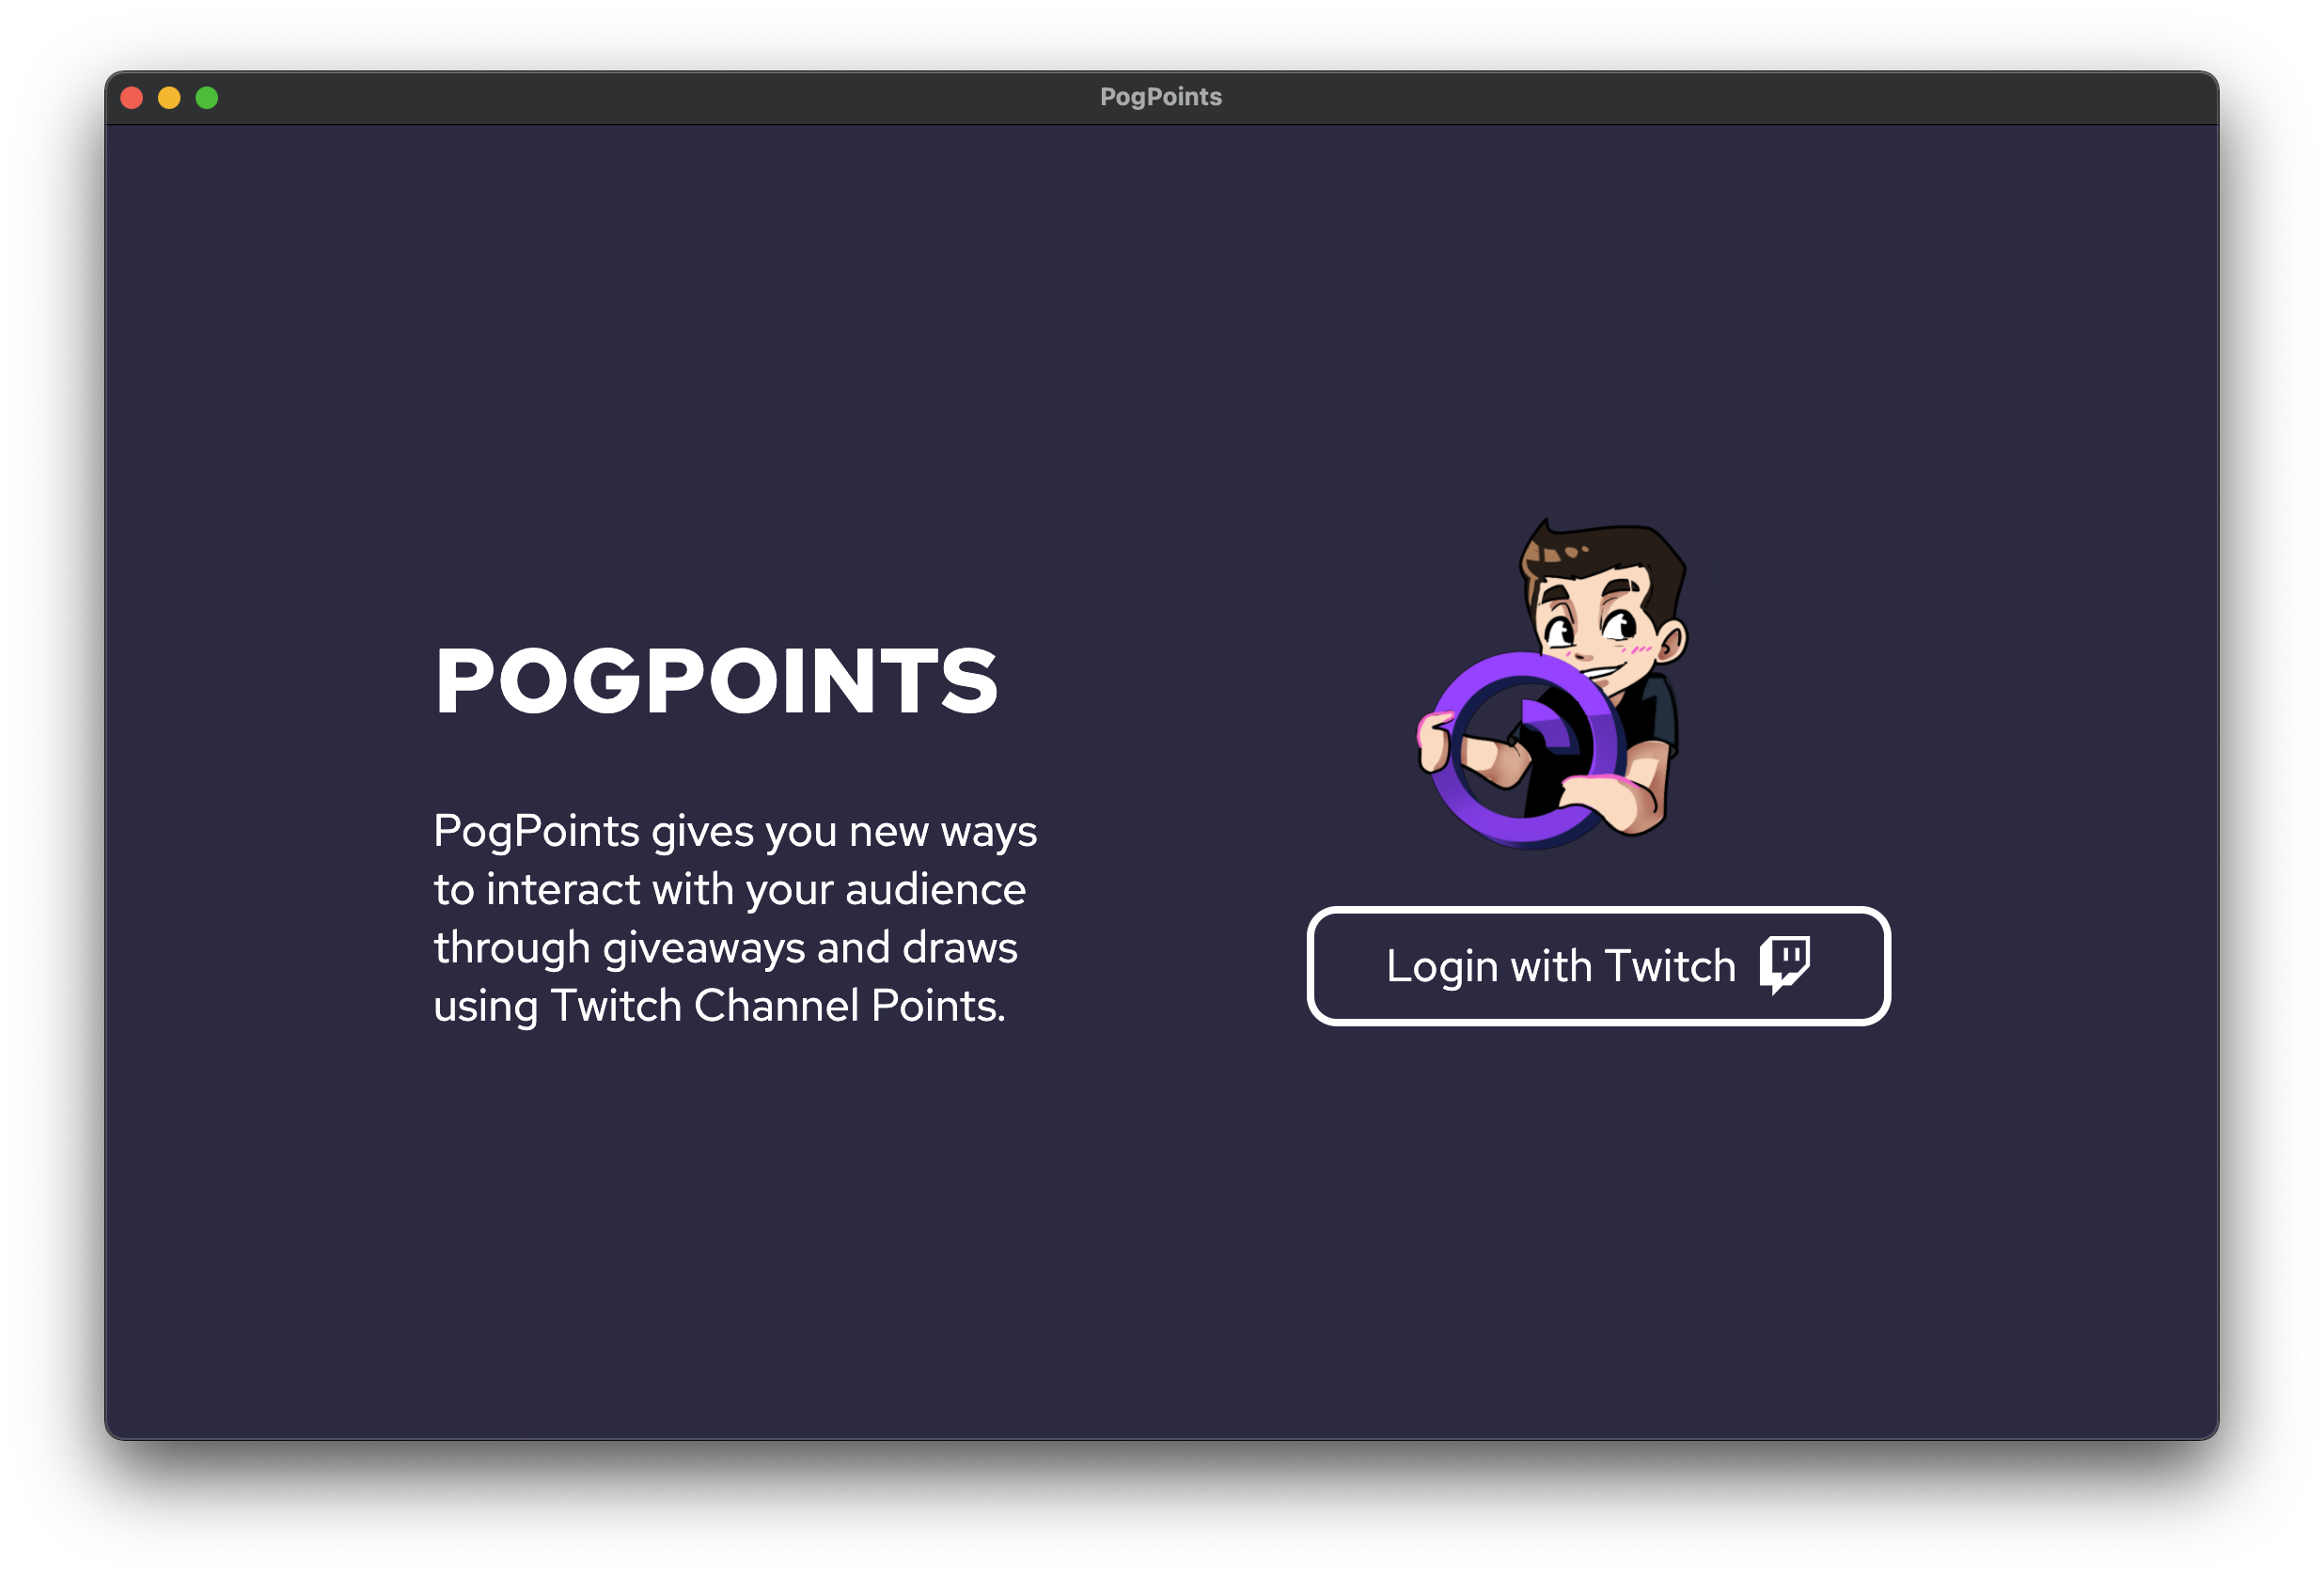 PogPoints
POGPOINTS
PogPoints gives you new ways
to interact with your audience
through giveaways and draws
using Twitch Channel Points.
Login with Twitch